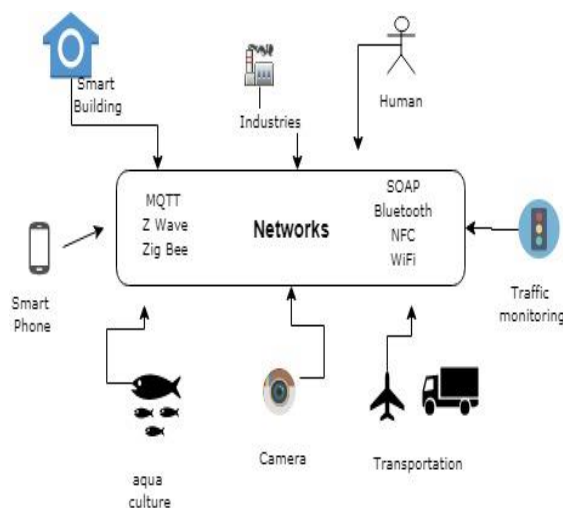 Smart
Building
Industries
Human
MQTT
Z Wave
Zig Bee
Networks
SOAP
Bluetooth
NFC
WiFi
Smart
Phone
Traffic
monitoring
aqua
culture
Camera
Transportation